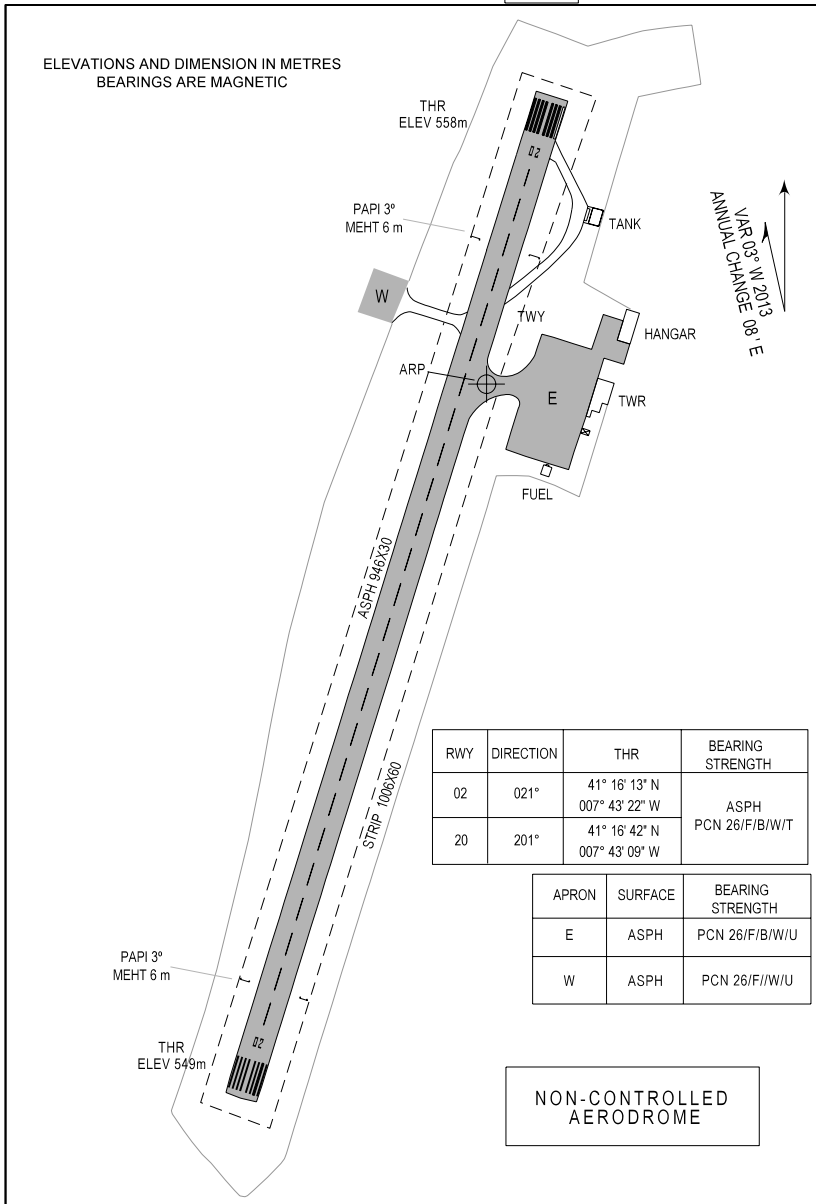 ELEVATIONS AND DIMENSION IN METRES
BEARINGS ARE MAGNETIC
THR
ELEV 558m
02
PAPI 3º
MEHT 6 m
TANK
VAR 03° W 2013
ANNUAL CHANGE 08' E
W
TWY
HANGAR
ARP
E
TWR
FUEL
ASPH 946X30
STRIP 1006X60
RWY DIRECTION THR BEARING STRENGTH
02 021° 41° 16' 13" N 007° 43' 22" W ASPH PCN 26/F/B/W/T
20 201° 41° 16' 42" N 007° 43' 09" W
APRON SURFACE BEARING STRENGTH
E ASPH PCN 26/F/B/W/U
W ASPH PCN 26/F//W/U
PAPI 3º
MEHT 6 m
02
THR
ELEV 549m
NON-CONTROLLED
AERODROME